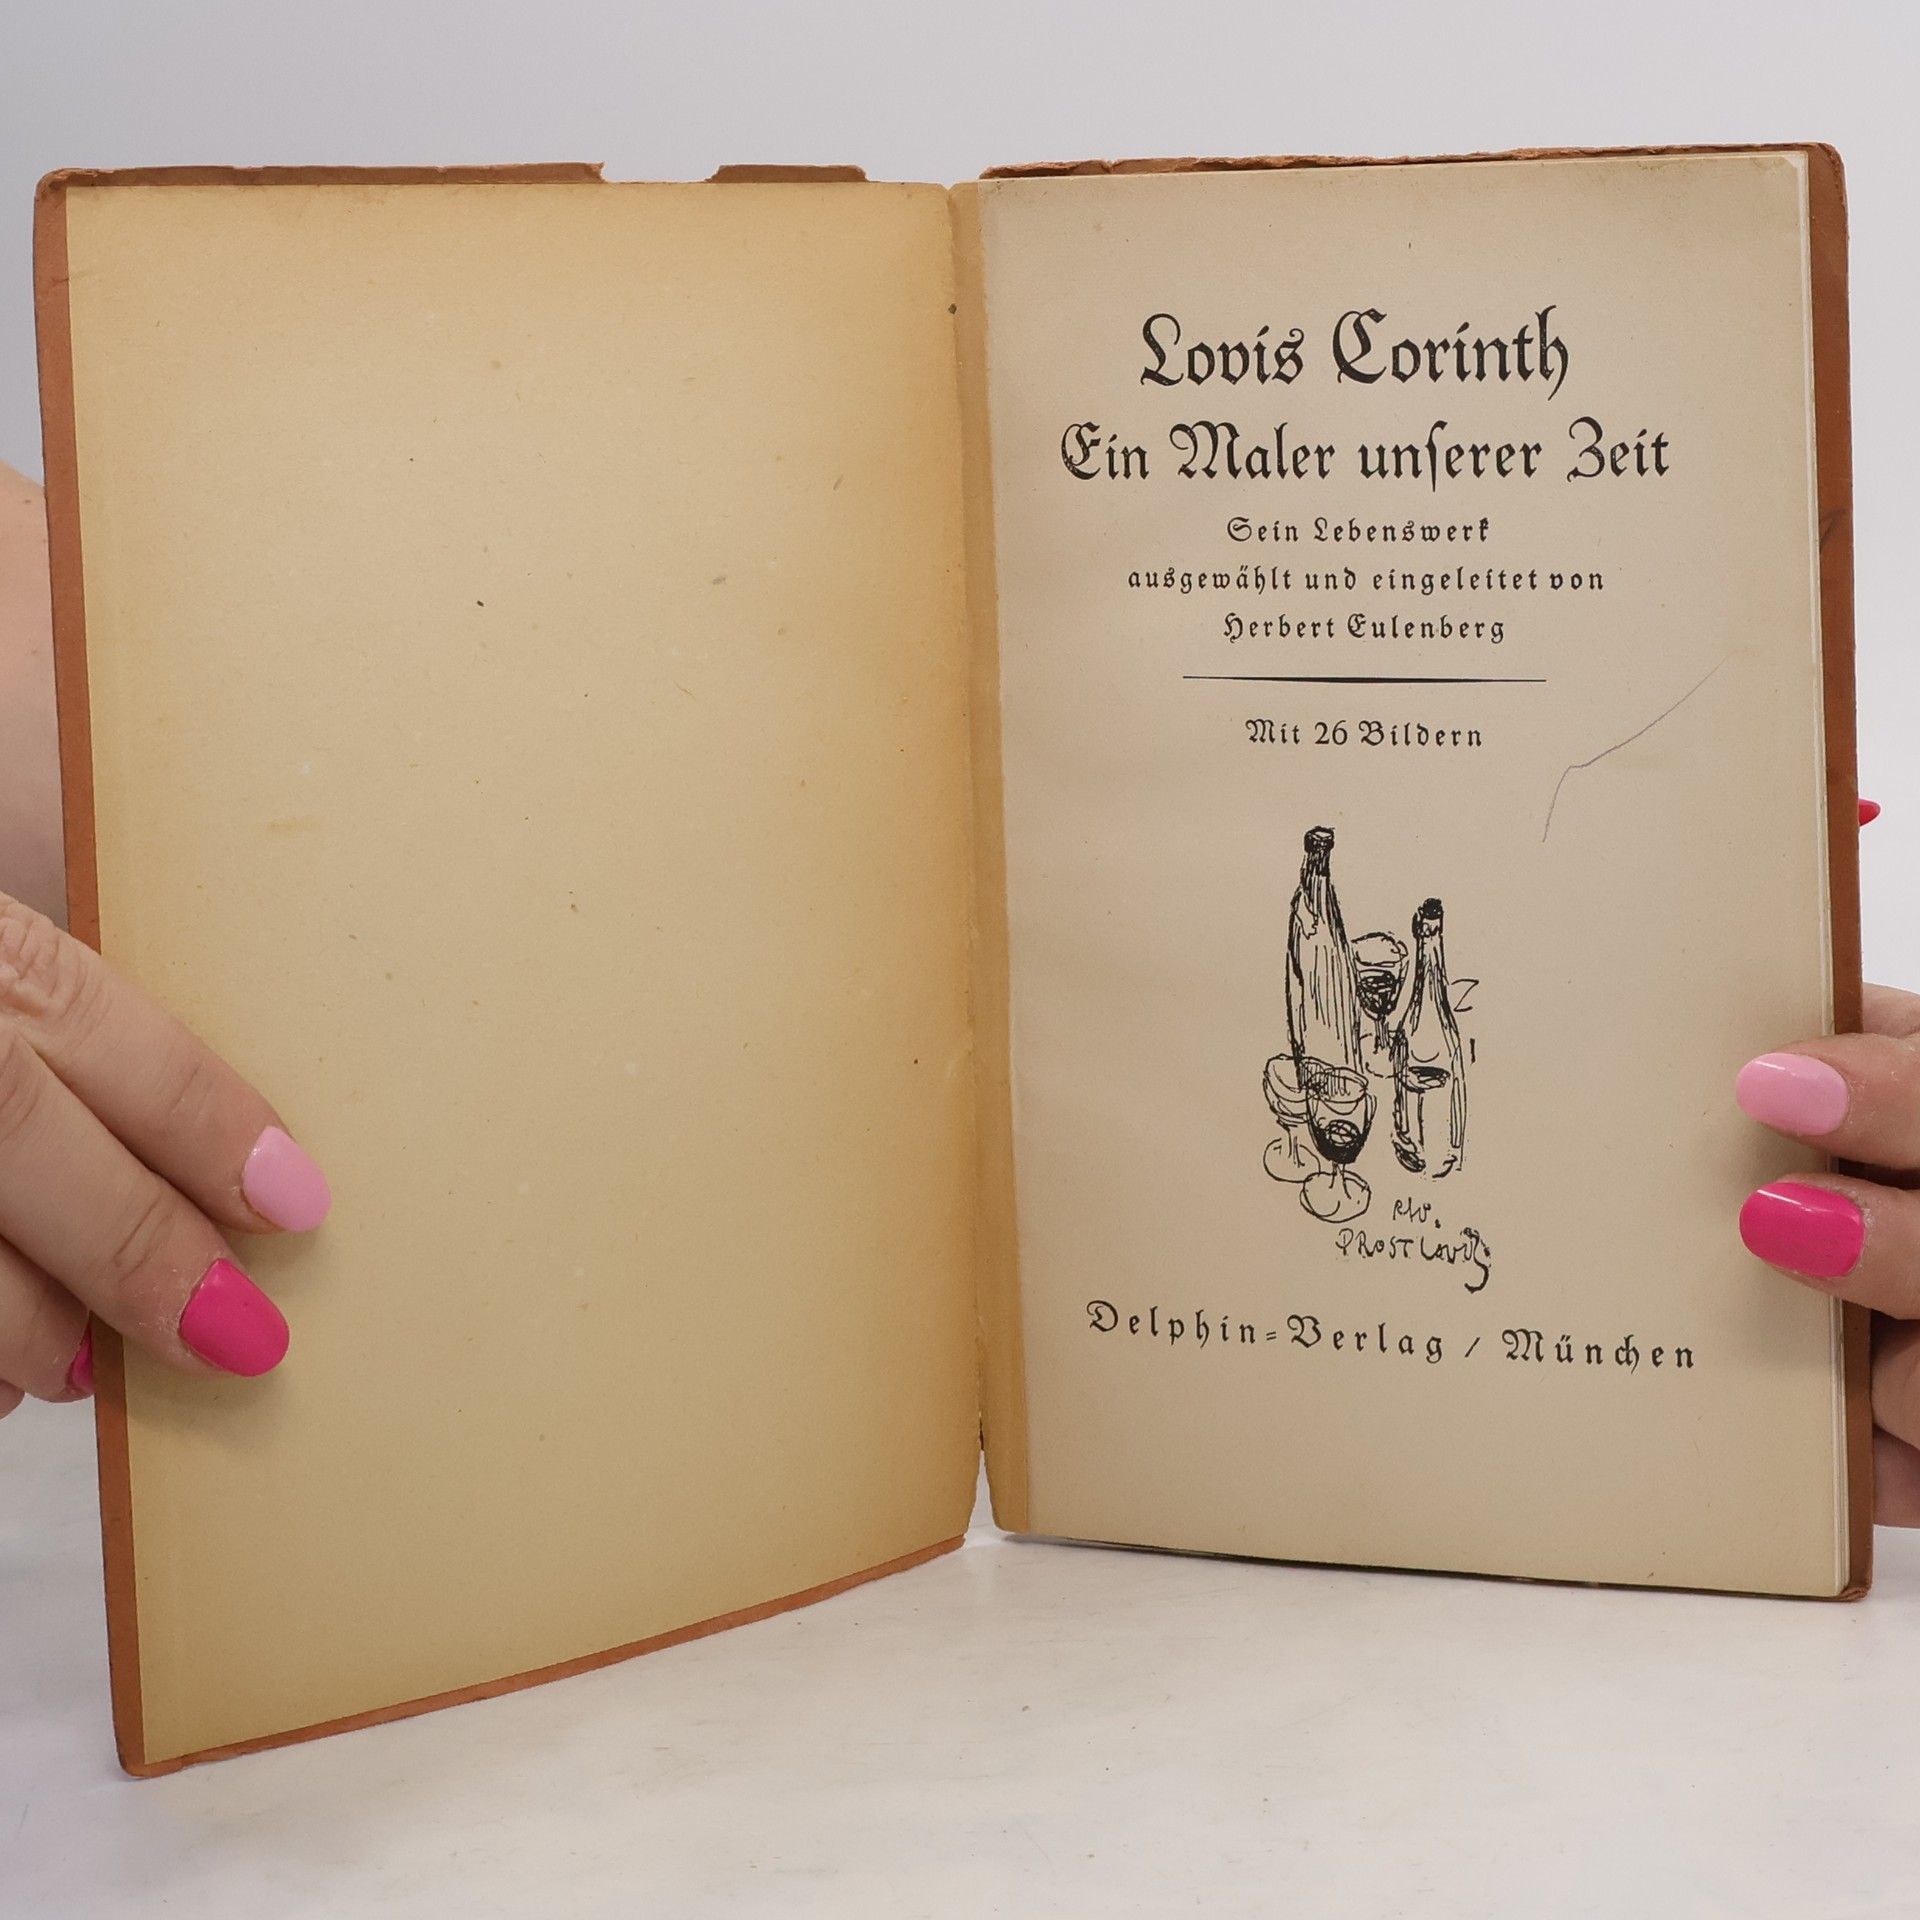 Lovis Corinth
Ein Maler unſerer Zeit
Sein Lebenswerk
ausgewählt und eingeleitet von
Herbert Eulenberg
Mit 26 Bildern
PROST
Delphin=Verlag / München